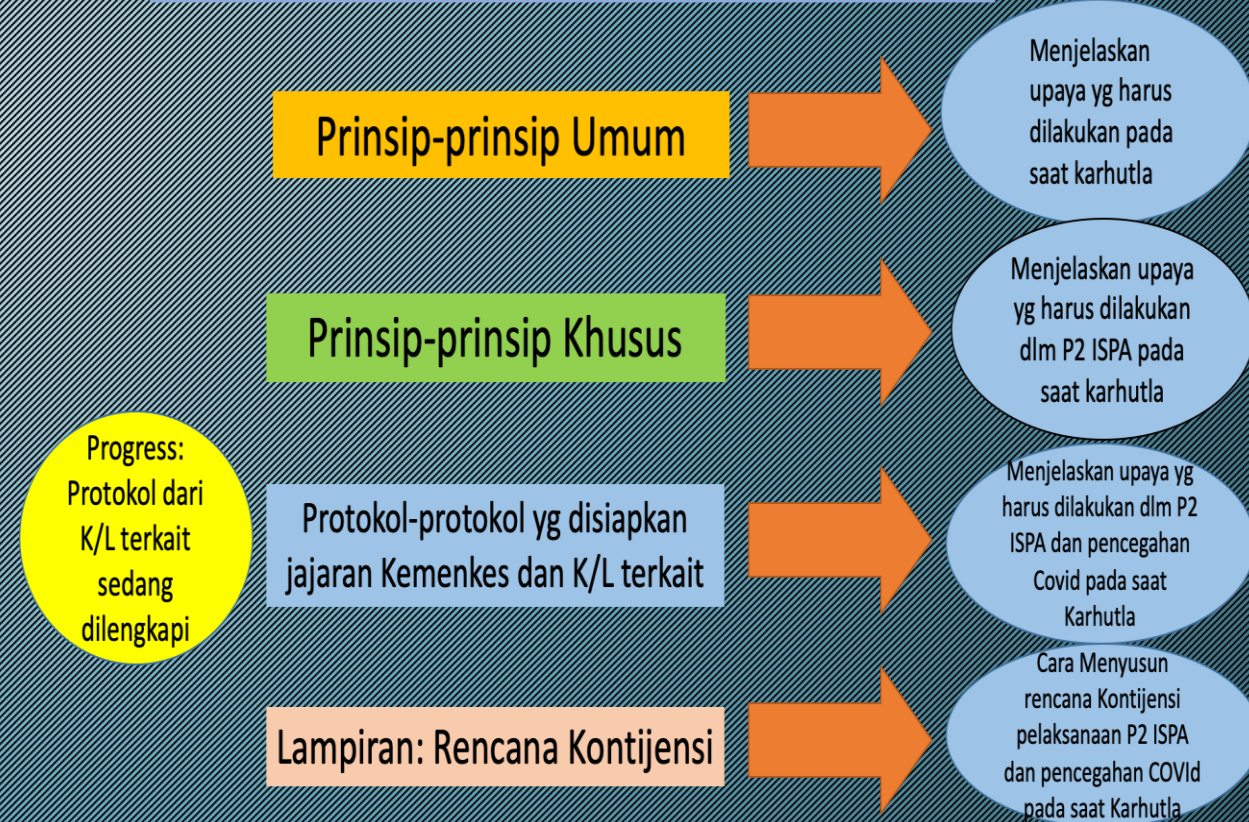 Prinsip-prinsip Umum
Menjelaskan
upaya yg harus
dilakukan pada
saat karhutla
Prinsip-prinsip Khusus
Menjelaskan upaya
yg harus dilakukan
dlm P2 ISPA pada
saat karhutla
Progress:
Protokol dari
K/L terkait
sedang
dilengkapi
Protokol-protokol yg disiapkan
jajaran Kemenkes dan K/L terkait
Menjelaskan upaya yg
harus dilakukan dlm P2
ISPA dan pencegahan
Covid pada saat
Karhutla
Lampiran: Rencana Kontijensi
Cara Menyusun
rencana Kontijensi
pelaksanaan P2 ISPA
dan pencegahan COVId
pada saat Karhutla